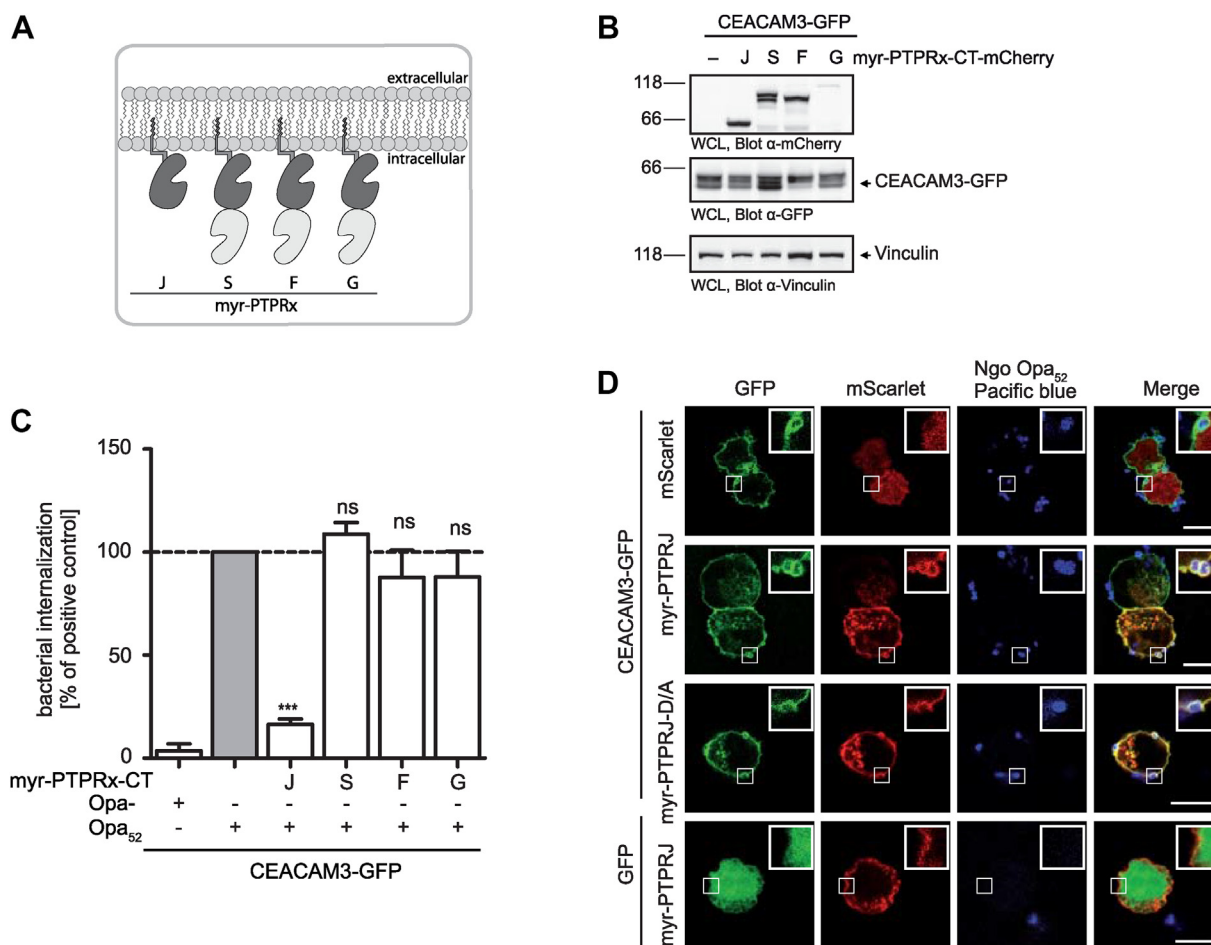 A
extracellular
intracellular
J S F G
myr-PTPRx
B
CEACAM3-GFP
– J S F G myr-PTPRx-CT-mCherry
118
66
WCL, Blot α-mCherry
66
CEACAM3-GFP
WCL, Blot α-GFP
118
Vinculin
WCL, Blot α-Vinculin
C
bacterial internalization
[% of positive control]
150
100
50
0
*** ns ns ns
myr-PTPRx-CT J S F G
Opa- + - - - - -
Opa52 - + + + + +
CEACAM3-GFP
D
GFP mScarlet Ngo Opa52 Pacific blue Merge
CEACAM3-GFP
mScarlet
myr-PTPRJ
myr-PTPRJ-D/A
GFP
myr-PTPRJ